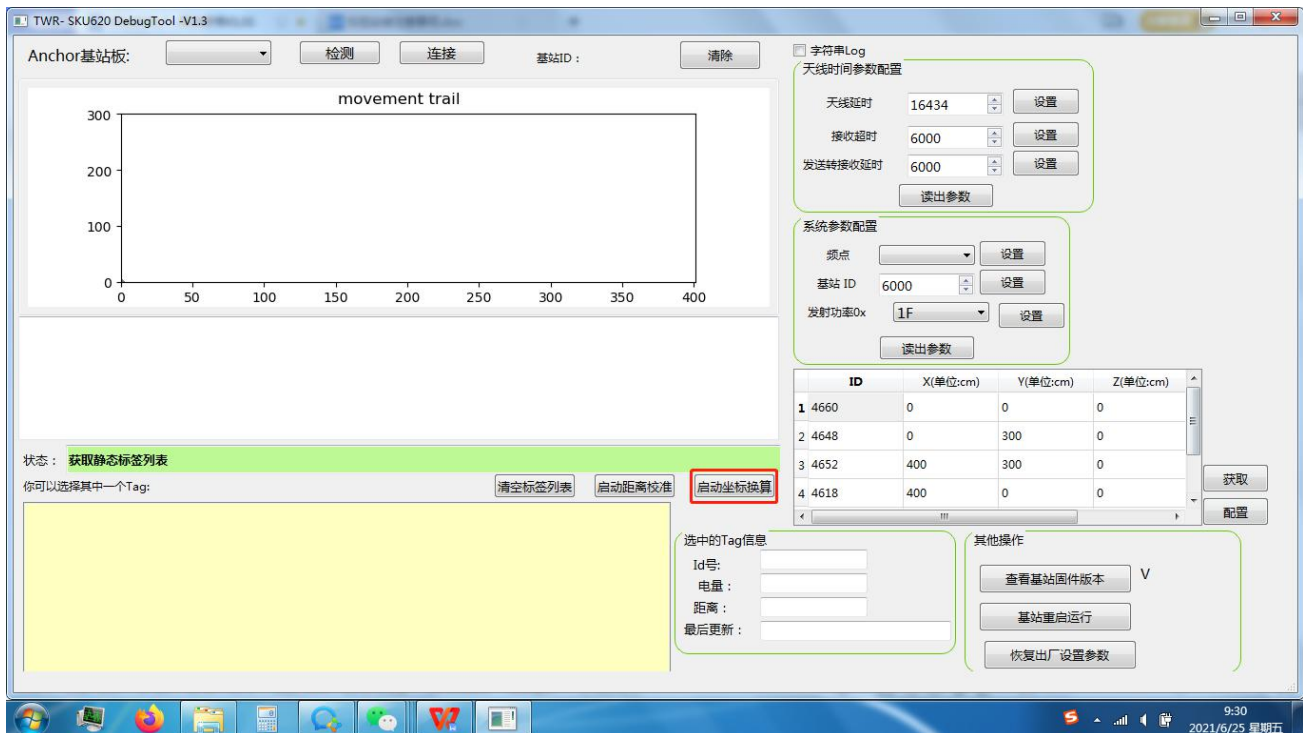 TWR- SKU620 DebugTool -V1.3
Anchor基站板:
检测
连接
基站ID：
清除
movement trail
300
200
100
0
0 50 100 150 200 250 300 350 400
状态： 获取静态标签列表
你可以选择其中一个Tag:
清空标签列表
启动距离校准
启动坐标换算
字符串Log
天线时间参数配置
天线延时 16434 设置
接收超时 6000 设置
发送转接收延时 6000 设置
读出参数
系统参数配置
频点 设置
基站 ID 6000 设置
发射功率0x 1F 设置
读出参数
ID X(单位:cm) Y(单位:cm) Z(单位:cm)
1 4660 0 0 0
2 4648 0 300 0
3 4652 400 300 0
4 4618 400 0 0
获取
配置
选中的Tag信息
Id号:
电量：
距离：
最后更新：
其他操作
查看基站固件版本 V
基站重启运行
恢复出厂设置参数
9:30
2021/6/25 星期五